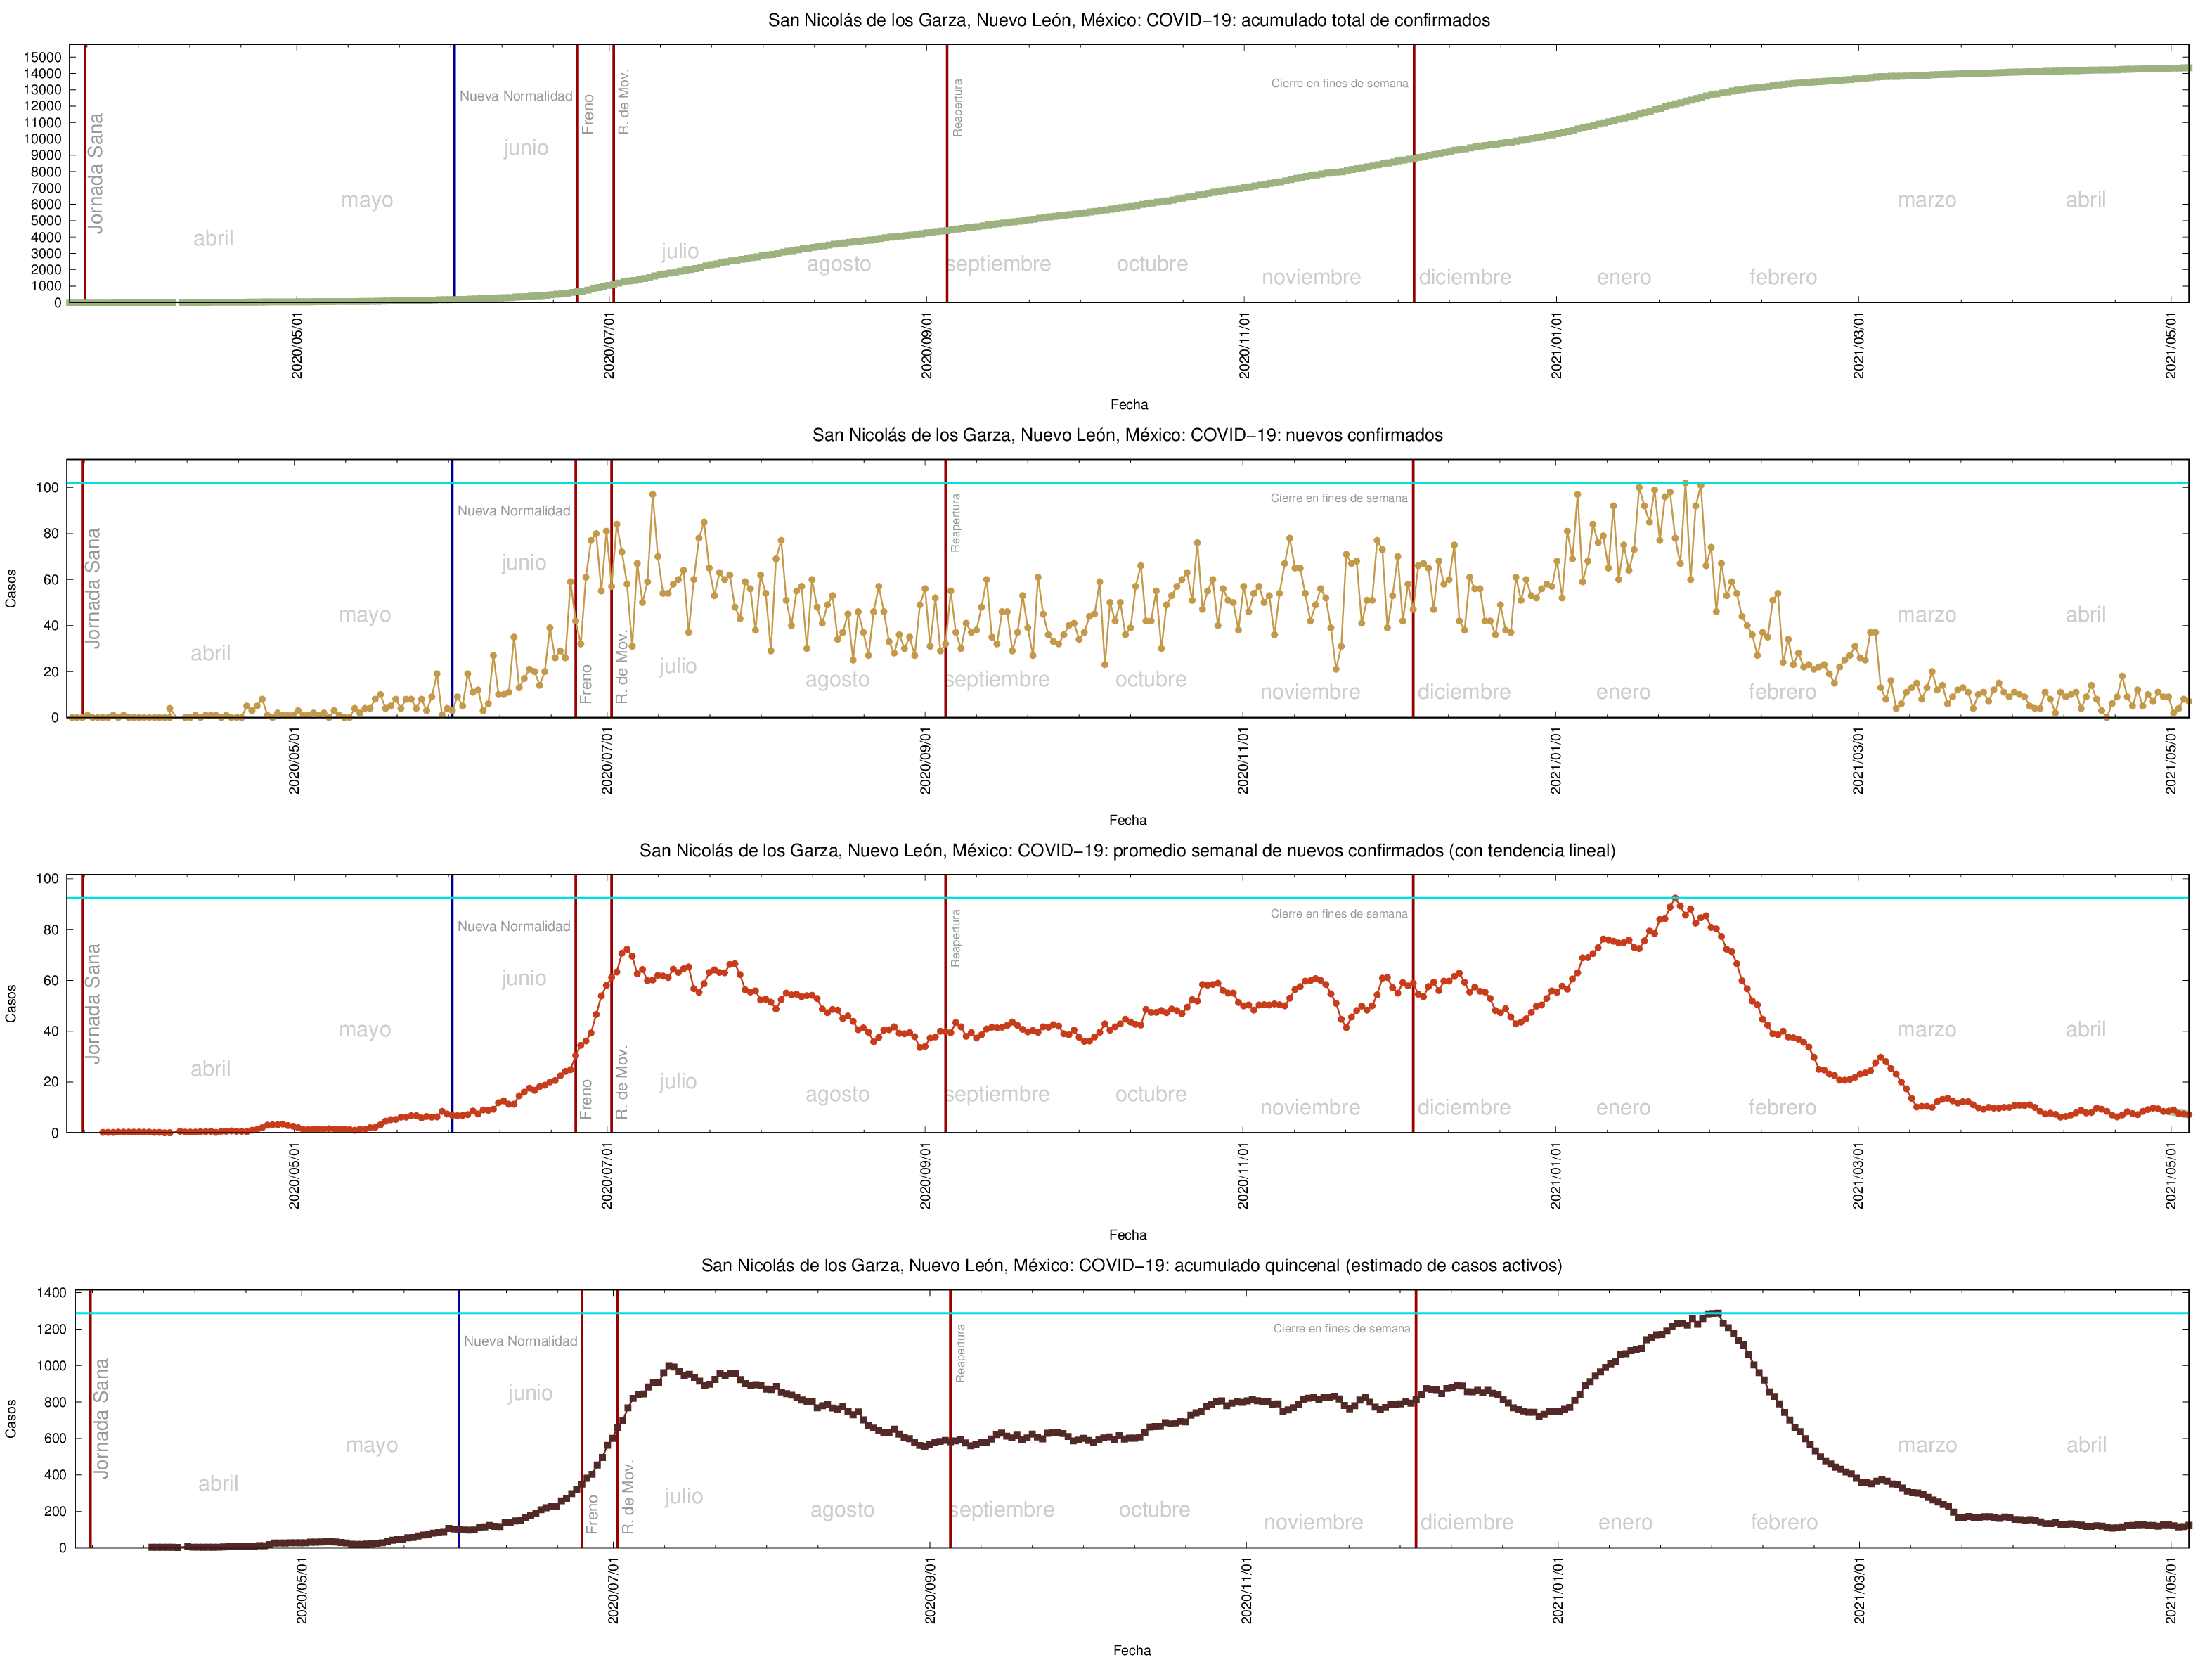 San Nicolás de los Garza, Nuevo León, México: COVID−19: acumulado total de confirmados
15000
14000
13000
12000
11000
10000
9000
8000
7000
6000
5000
4000
3000
2000
1000
0
Jornada Sana
abril
mayo
Nueva Normalidad
junio
Freno
R. de Mov.
julio
agosto
Reapertura
septiembre
octubre
noviembre
Cierre en fines de semana
diciembre
enero
febrero
marzo
abril
2020/05/01
2020/07/01
2020/09/01
2020/11/01
2021/01/01
2021/03/01
2021/05/01
Fecha
San Nicolás de los Garza, Nuevo León, México: COVID−19: nuevos confirmados
Casos
100
80
60
40
20
0
Jornada Sana
abril
mayo
Nueva Normalidad
junio
Freno
R. de Mov.
julio
agosto
Reapertura
septiembre
octubre
noviembre
Cierre en fines de semana
diciembre
enero
febrero
marzo
abril
2020/05/01
2020/07/01
2020/09/01
2020/11/01
2021/01/01
2021/03/01
2021/05/01
Fecha
San Nicolás de los Garza, Nuevo León, México: COVID−19: promedio semanal de nuevos confirmados (con tendencia lineal)
Casos
100
80
60
40
20
0
Jornada Sana
abril
mayo
Nueva Normalidad
junio
Freno
R. de Mov.
julio
agosto
Reapertura
septiembre
octubre
noviembre
Cierre en fines de semana
diciembre
enero
febrero
marzo
abril
2020/05/01
2020/07/01
2020/09/01
2020/11/01
2021/01/01
2021/03/01
2021/05/01
Fecha
San Nicolás de los Garza, Nuevo León, México: COVID−19: acumulado quincenal (estimado de casos activos)
Casos
1400
1200
1000
800
600
400
200
0
Jornada Sana
abril
mayo
Nueva Normalidad
junio
Freno
R. de Mov.
julio
agosto
Reapertura
septiembre
octubre
noviembre
Cierre en fines de semana
diciembre
enero
febrero
marzo
abril
2020/05/01
2020/07/01
2020/09/01
2020/11/01
2021/01/01
2021/03/01
2021/05/01
Fecha